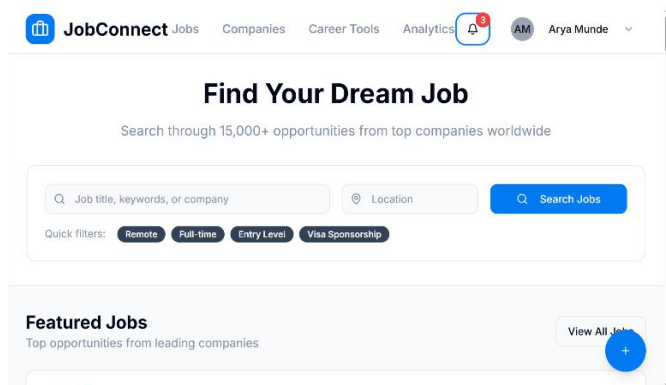 JobConnect Jobs Companies Career Tools Analytics 3 AM Arya Munde
Find Your Dream Job
Search through 15,000+ opportunities from top companies worldwide
Job title, keywords, or company Location Search Jobs
Quick filters: Remote Full-time Entry Level Visa Sponsorship
Featured Jobs
View All Jobs
Top opportunities from leading companies
+